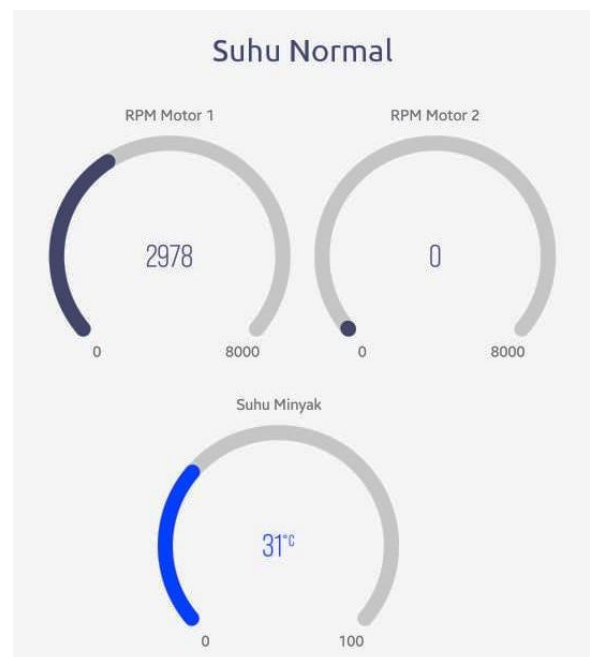 Suhu Normal
RPM Motor 1
RPM Motor 2
2978
0
0
8000
0
8000
Suhu Minyak
31°C
0
100